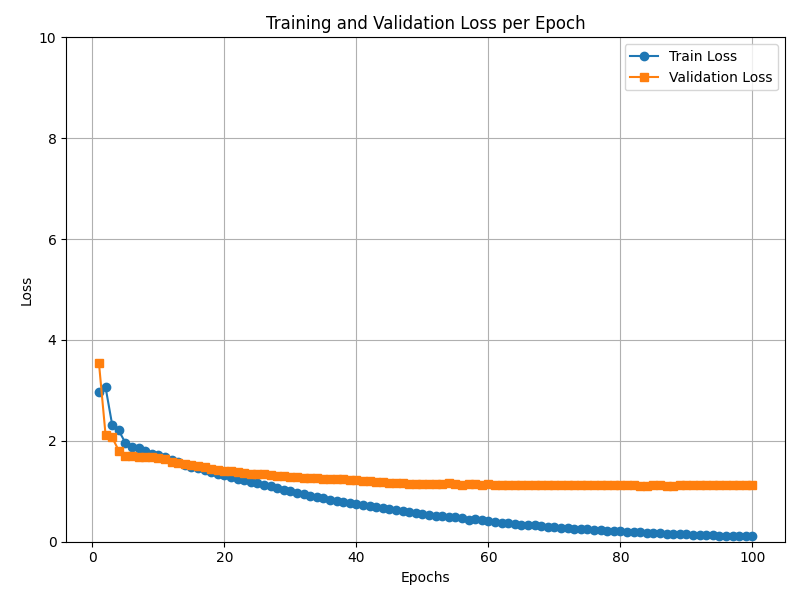 Training and Validation Loss per Epoch
10
8
6
4
2
0
Loss
Train Loss
Validation Loss
0 20 40 60 80 100
Epochs